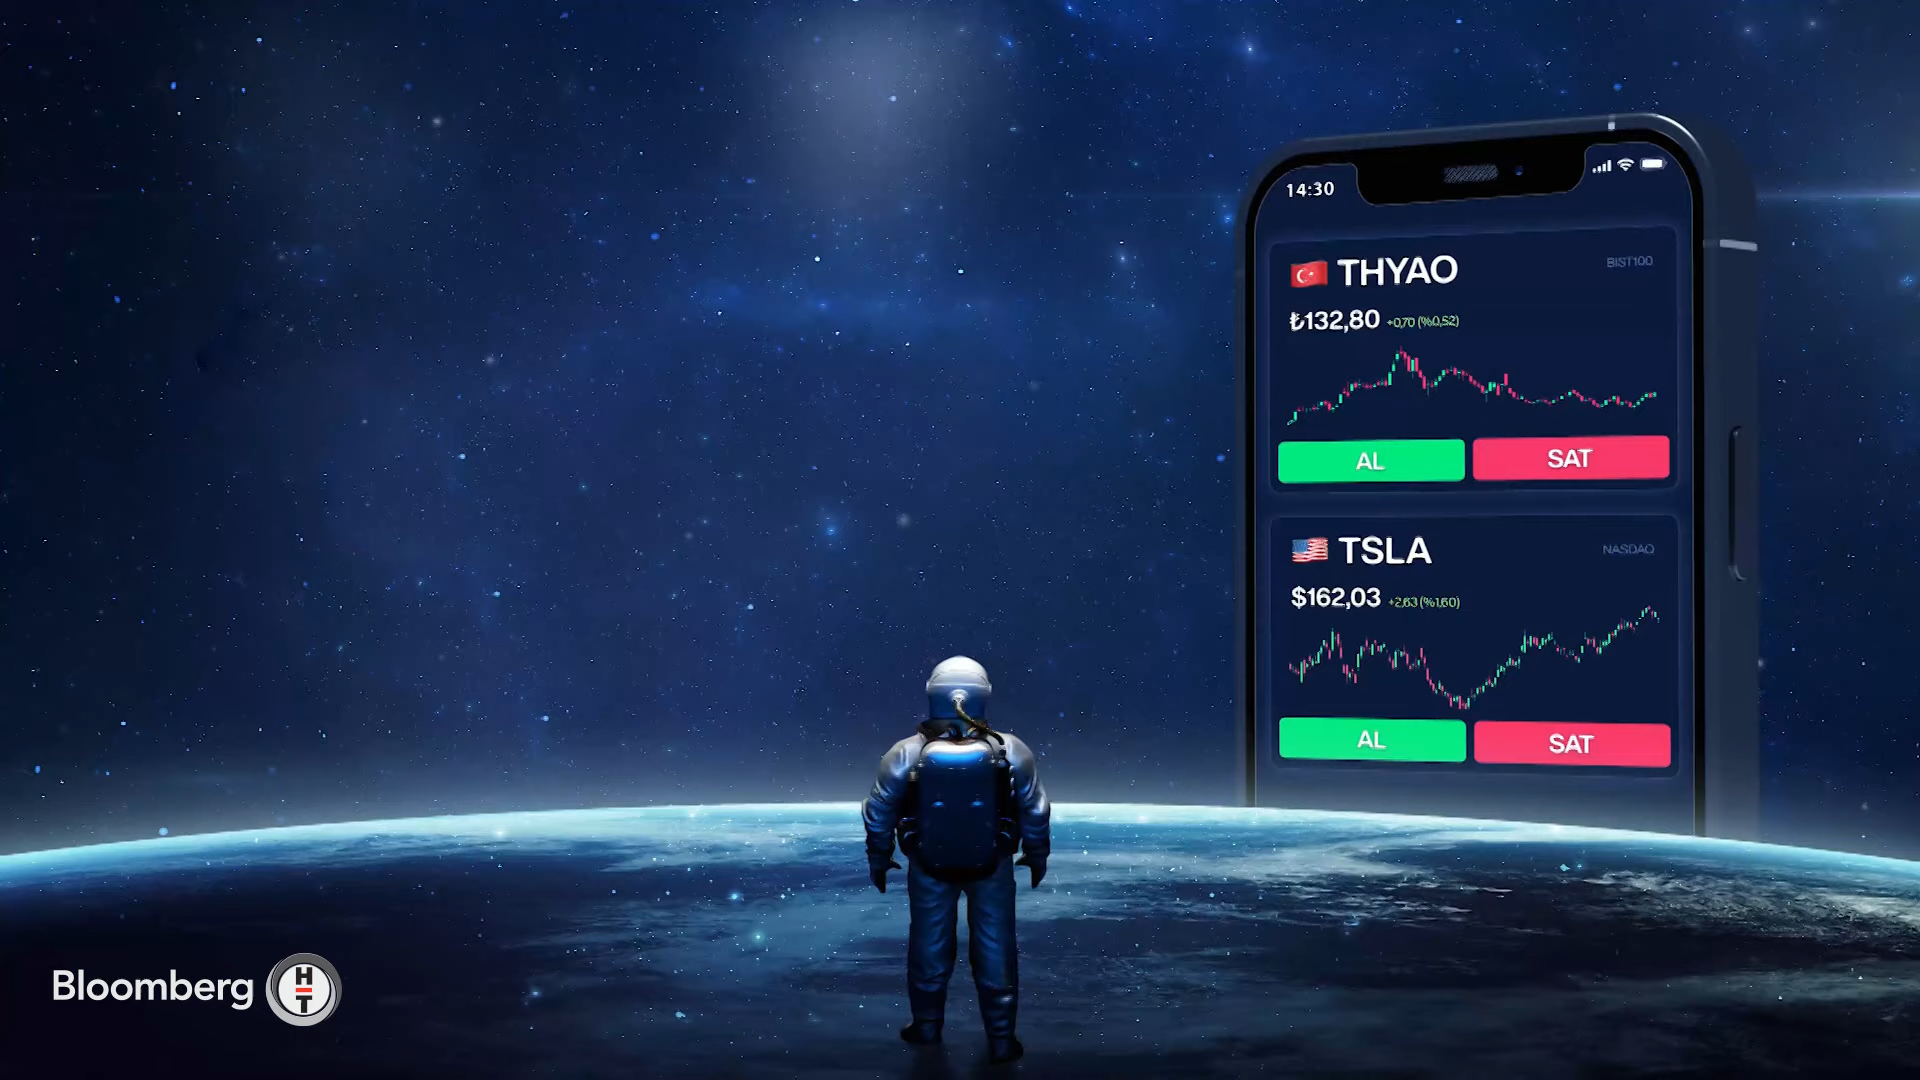 14:30
THYAO
BIST100
₺132,80 +0,70 (%0,52)
AL
SAT
TSLA
NASDAQ
$162,03 +2,63 (%1,60)
AL
SAT
Bloomberg HT